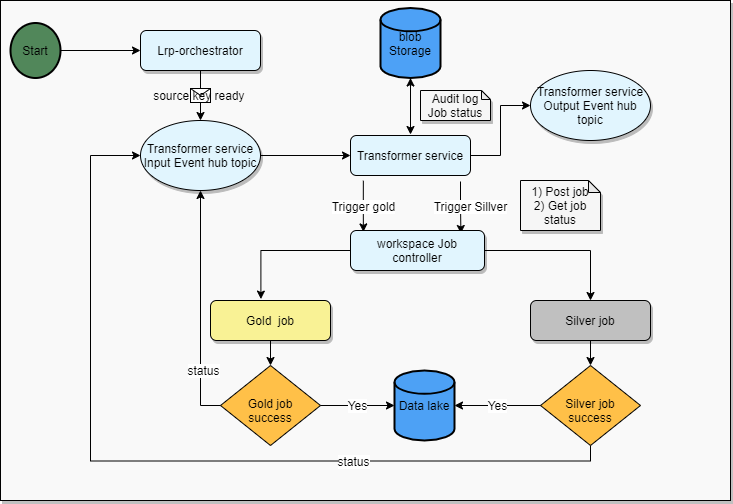 Start
Lrp-orchestrator
blob
Storage
source key ready
Audit log
Job status
Transformer service
Output Event hub
topic
Transformer service
Input Event hub topic
Transformer service
Trigger gold
Trigger Sillver
1) Post job
2) Get job
status
workspace Job
controller
Gold job
Silver job
status
Gold job
success
Yes
Data lake
Yes
Silver job
success
status